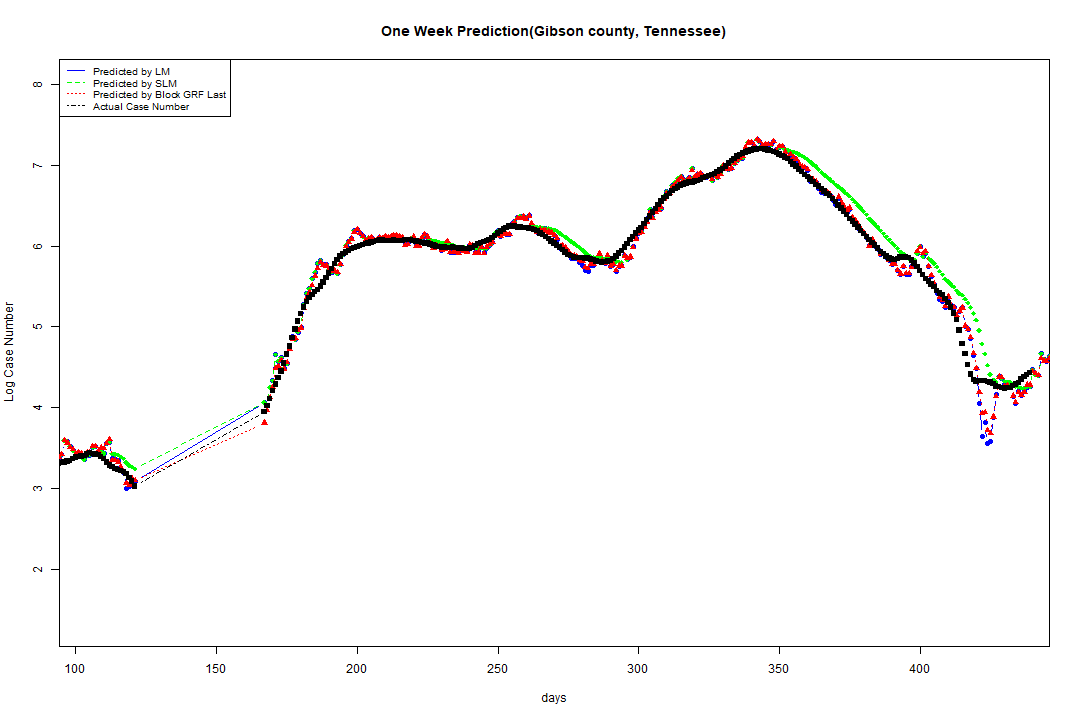 One Week Prediction(Gibson county, Tennessee)
Predicted by LM
Predicted by SLM
Predicted by Block GRF Last
Actual Case Number
Log Case Number
8
7
6
5
4
3
2
100 150 200 250 300 350 400
days